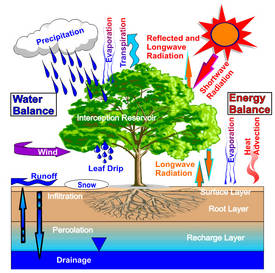 Precipitation
Evaporation
Transpiration
Reflected and
Longwave
Radiation
Shortwave
Radiation
Water
Balance
Interception Reservoir
Energy
Balance
Wind
Leaf Drip
Longwave
Radiation
Evaporation
Heat
Advection
Runoff
Snow
Surface Layer
Infiltration
Root Layer
Percolation
Recharge Layer
Drainage